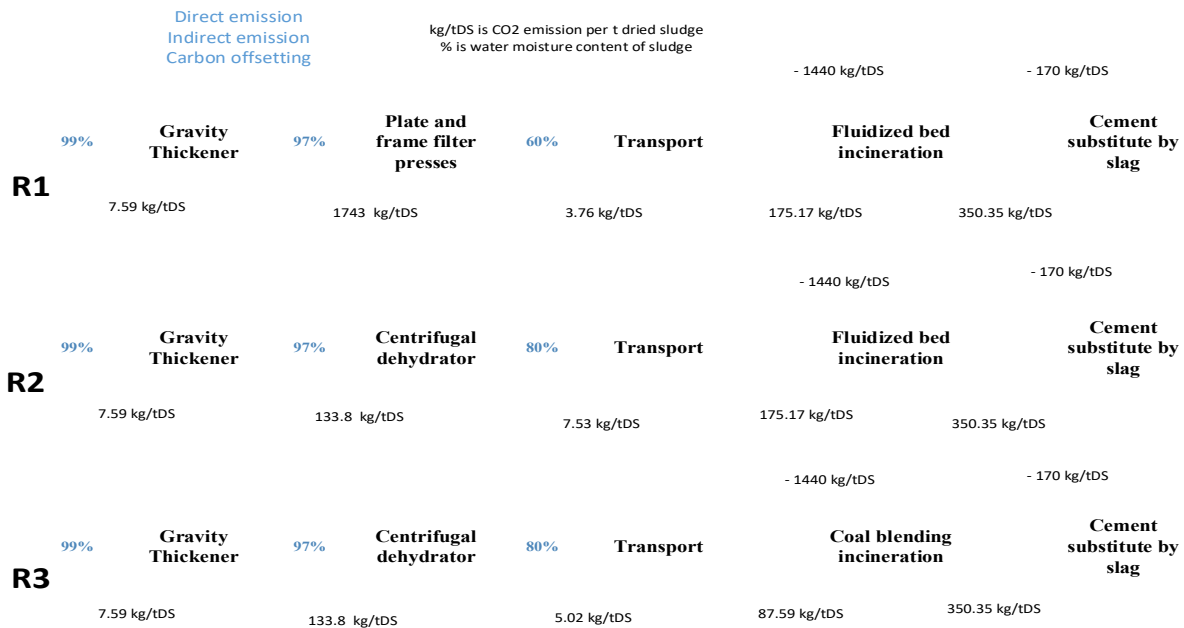 Direct emission
Indirect emission
Carbon offsetting
kg/tDS is CO2 emission per t dried sludge
% is water moisture content of sludge
- 1440 kg/tDS
- 170 kg/tDS
R1
99%
Gravity
Thickener
97%
Plate and
frame filter
presses
60%
Transport
Fluidized bed
incineration
Cement
substitute by
slag
7.59 kg/tDS
1743 kg/tDS
3.76 kg/tDS
175.17 kg/tDS
350.35 kg/tDS
- 1440 kg/tDS
- 170 kg/tDS
R2
99%
Gravity
Thickener
97%
Centrifugal
dehydrator
80%
Transport
Fluidized bed
incineration
Cement
substitute by
slag
7.59 kg/tDS
133.8 kg/tDS
7.53 kg/tDS
175.17 kg/tDS
350.35 kg/tDS
- 1440 kg/tDS
- 170 kg/tDS
R3
99%
Gravity
Thickener
97%
Centrifugal
dehydrator
80%
Transport
Coal blending
incineration
Cement
substitute by
slag
7.59 kg/tDS
133.8 kg/tDS
5.02 kg/tDS
87.59 kg/tDS
350.35 kg/tDS